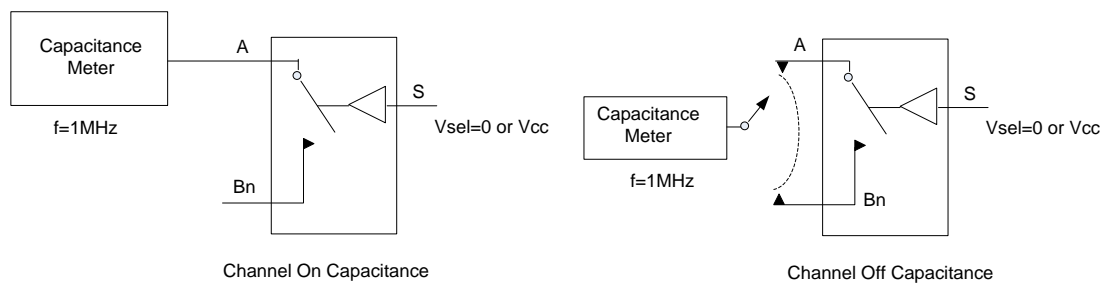 Capacitance
Meter
f=1MHz
A
S
Vsel=0 or Vcc
Bn
Channel On Capacitance
Capacitance
Meter
f=1MHz
A
S
Vsel=0 or Vcc
Bn
Channel Off Capacitance